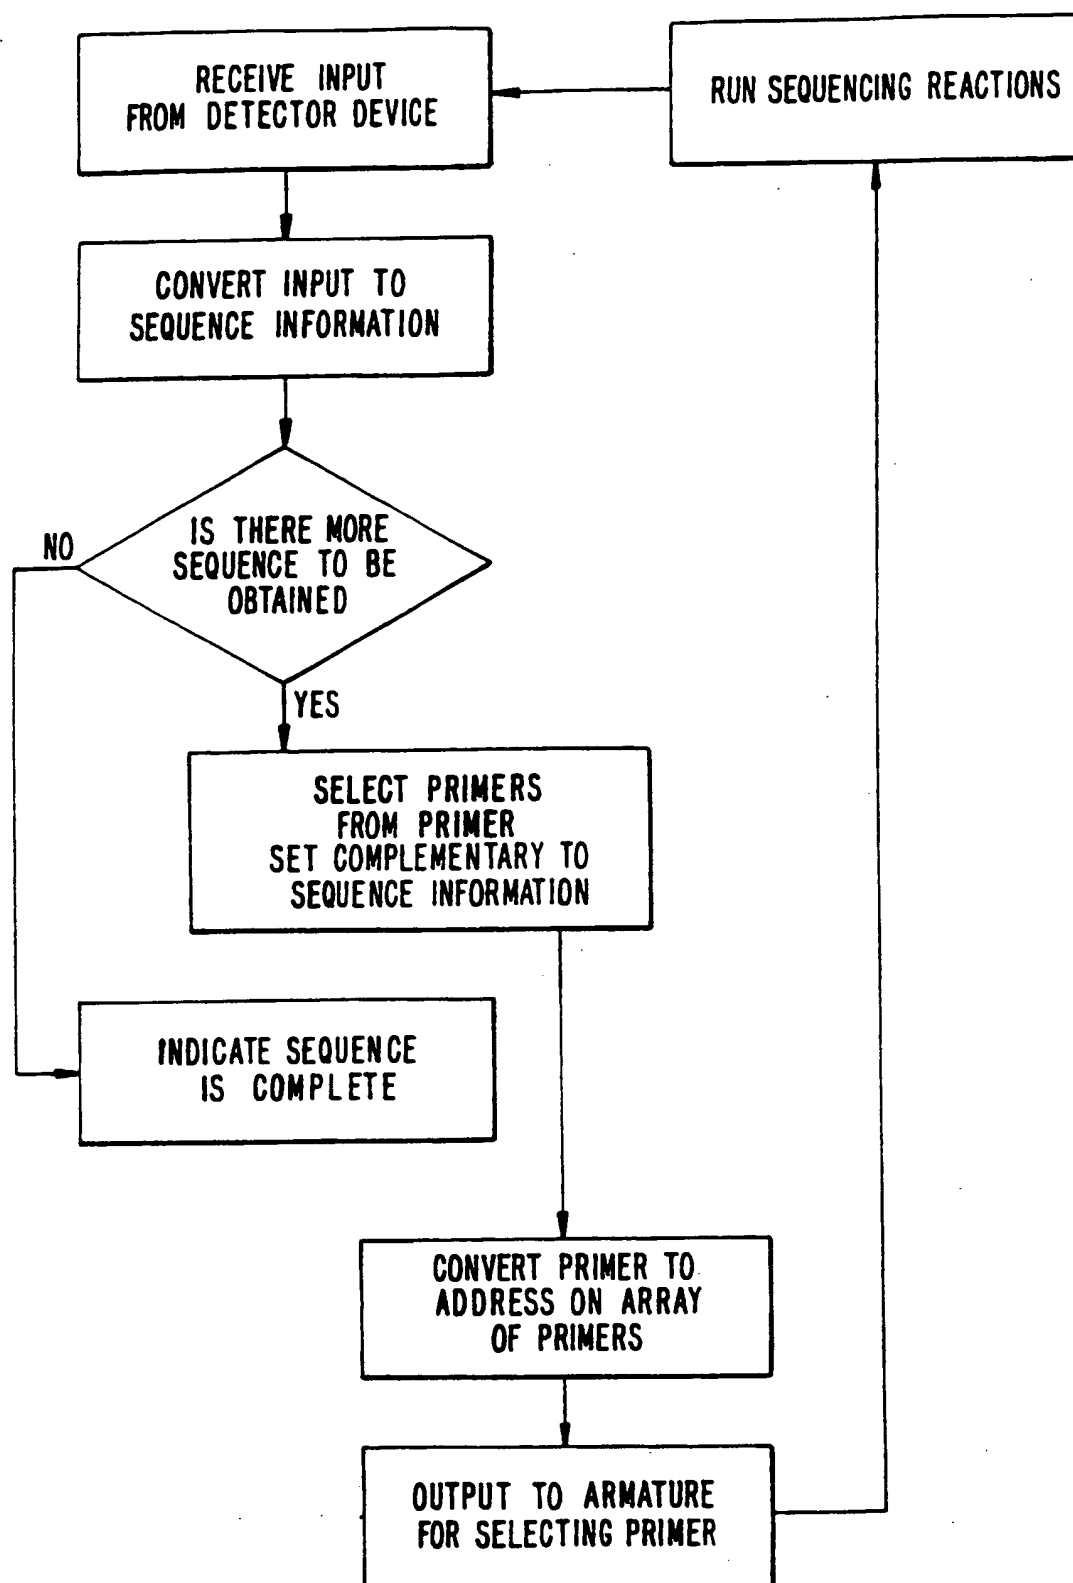 RECEIVE INPUT
FROM DETECTOR DEVICE
RUN SEQUENCING REACTIONS
CONVERT INPUT TO
SEQUENCE INFORMATION
IS THERE MORE
SEQUENCE TO BE
OBTAINED
NO
YES
SELECT PRIMERS
FROM PRIMER
SET COMPLEMENTARY TO
SEQUENCE INFORMATION
INDICATE SEQUENCE
IS COMPLETE
CONVERT PRIMER TO
ADDRESS ON ARRAY
OF PRIMERS
OUTPUT TO ARMATURE
FOR SELECTING PRIMER